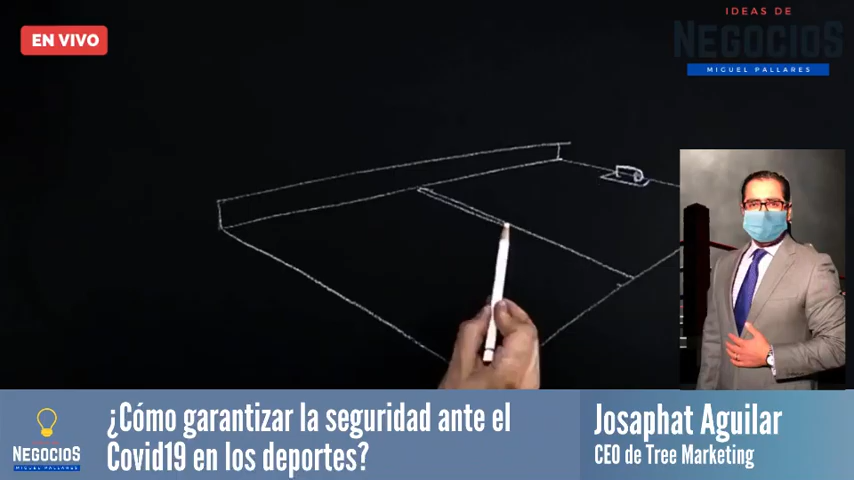 EN VIVO
IDEAS DE
NEGOCIOS
MIGUEL PALLARES
¿Cómo garantizar la seguridad ante el
Covid19 en los deportes?
Josaphat Aguilar
CEO de Tree Marketing
NEGOCIOS
MIGUEL PALLARES